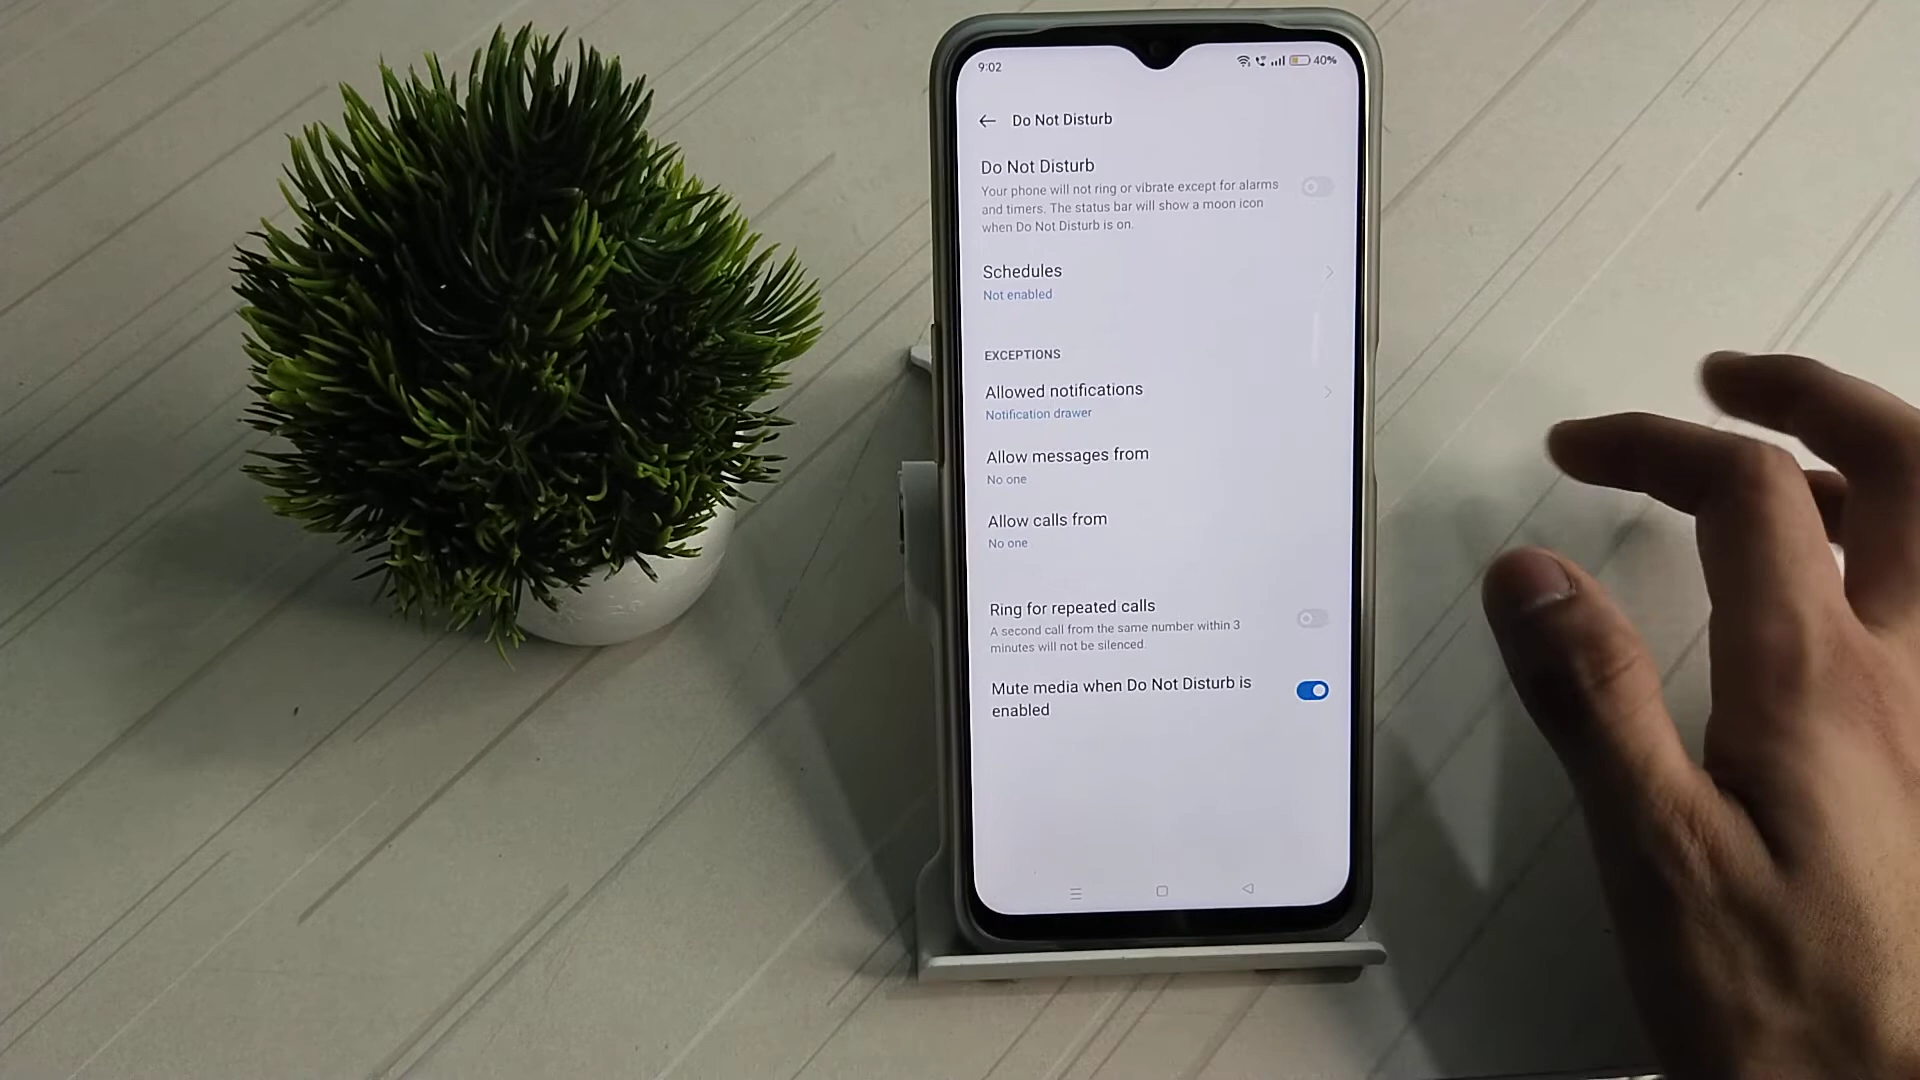 9:02
40%
Do Not Disturb
Do Not Disturb
Your phone will not ring or vibrate except for alarms
and timers. The status bar will show a moon icon
when Do Not Disturb is on.
Schedules
Not enabled
EXCEPTIONS
Allowed notifications
Notification drawer
Allow messages from
No one
Allow calls from
No one
Ring for repeated calls
A second call from the same number within 3
minutes will not be silenced.
Mute media when Do Not Disturb is
enabled